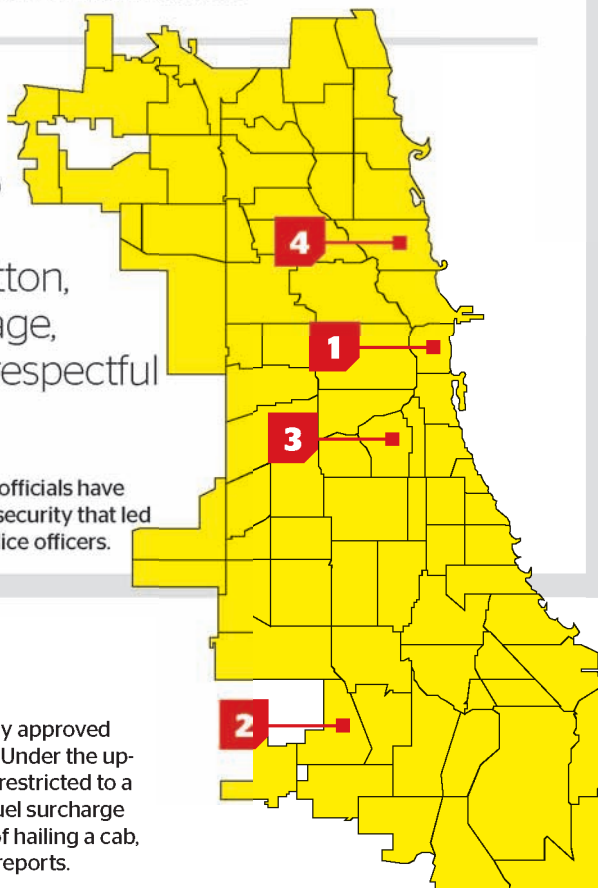 tton,
age,
respectful
officials have
security that led
lice officers.
4
1
3
2
y approved
Under the up-
restricted to a
uel surcharge
of hailing a cab,
reports.